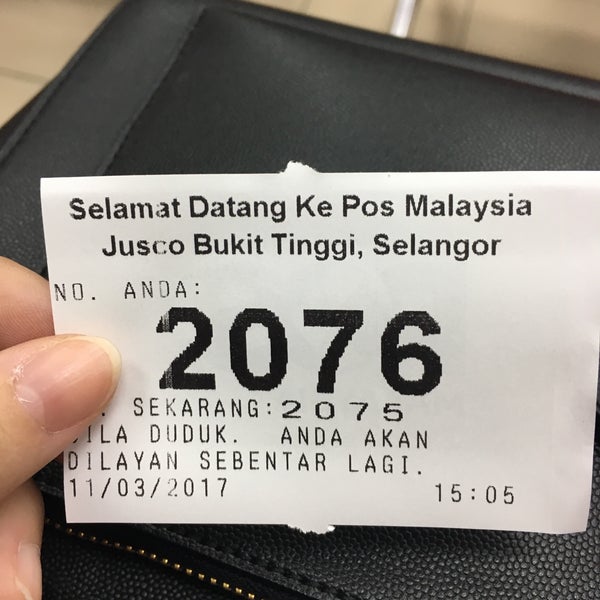 Selamat Datang Ke Pos Malaysia
Jusco Bukit Tinggi, Selangor
NO. ANDA:
2076
SEKARANG:2075
DUDUK. ANDA AKAN
DILAYAN SEBENTAR LAGI.
11/03/2017 15:05